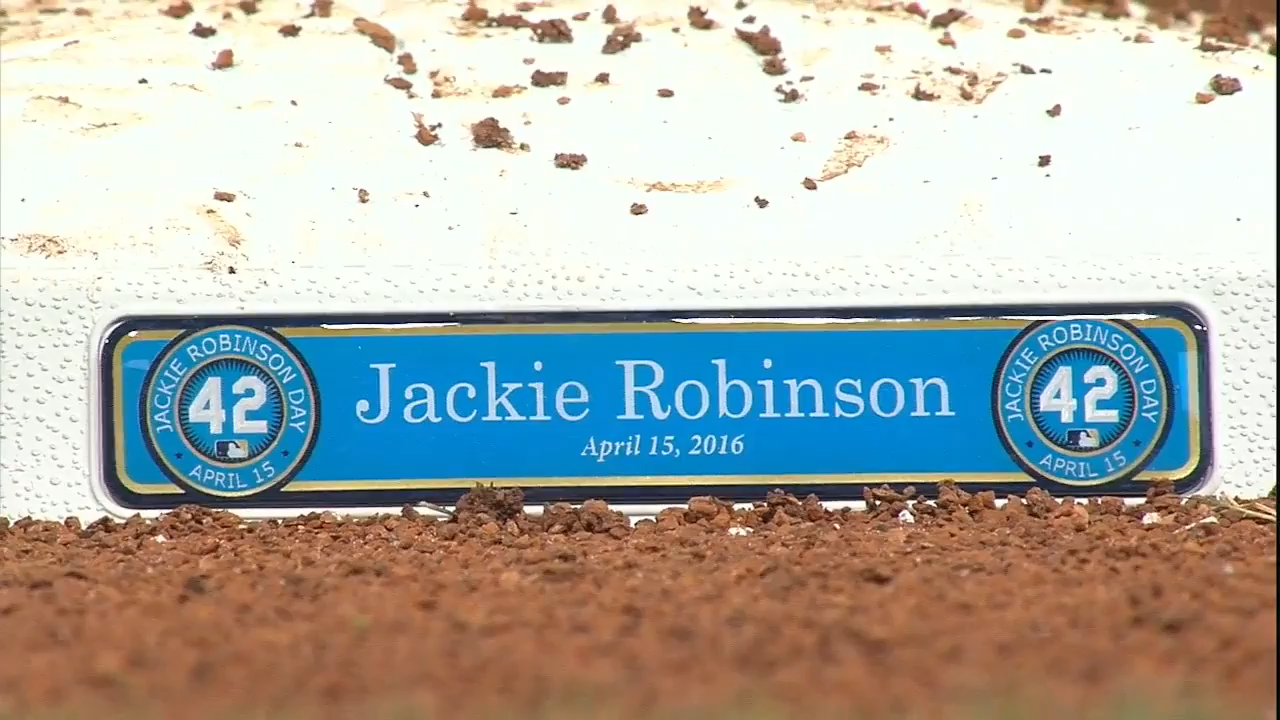 JACKIE ROBINSON DAY
42
APRIL 15
Jackie Robinson
April 15, 2016
JACKIE ROBINSON DAY
42
APRIL 15